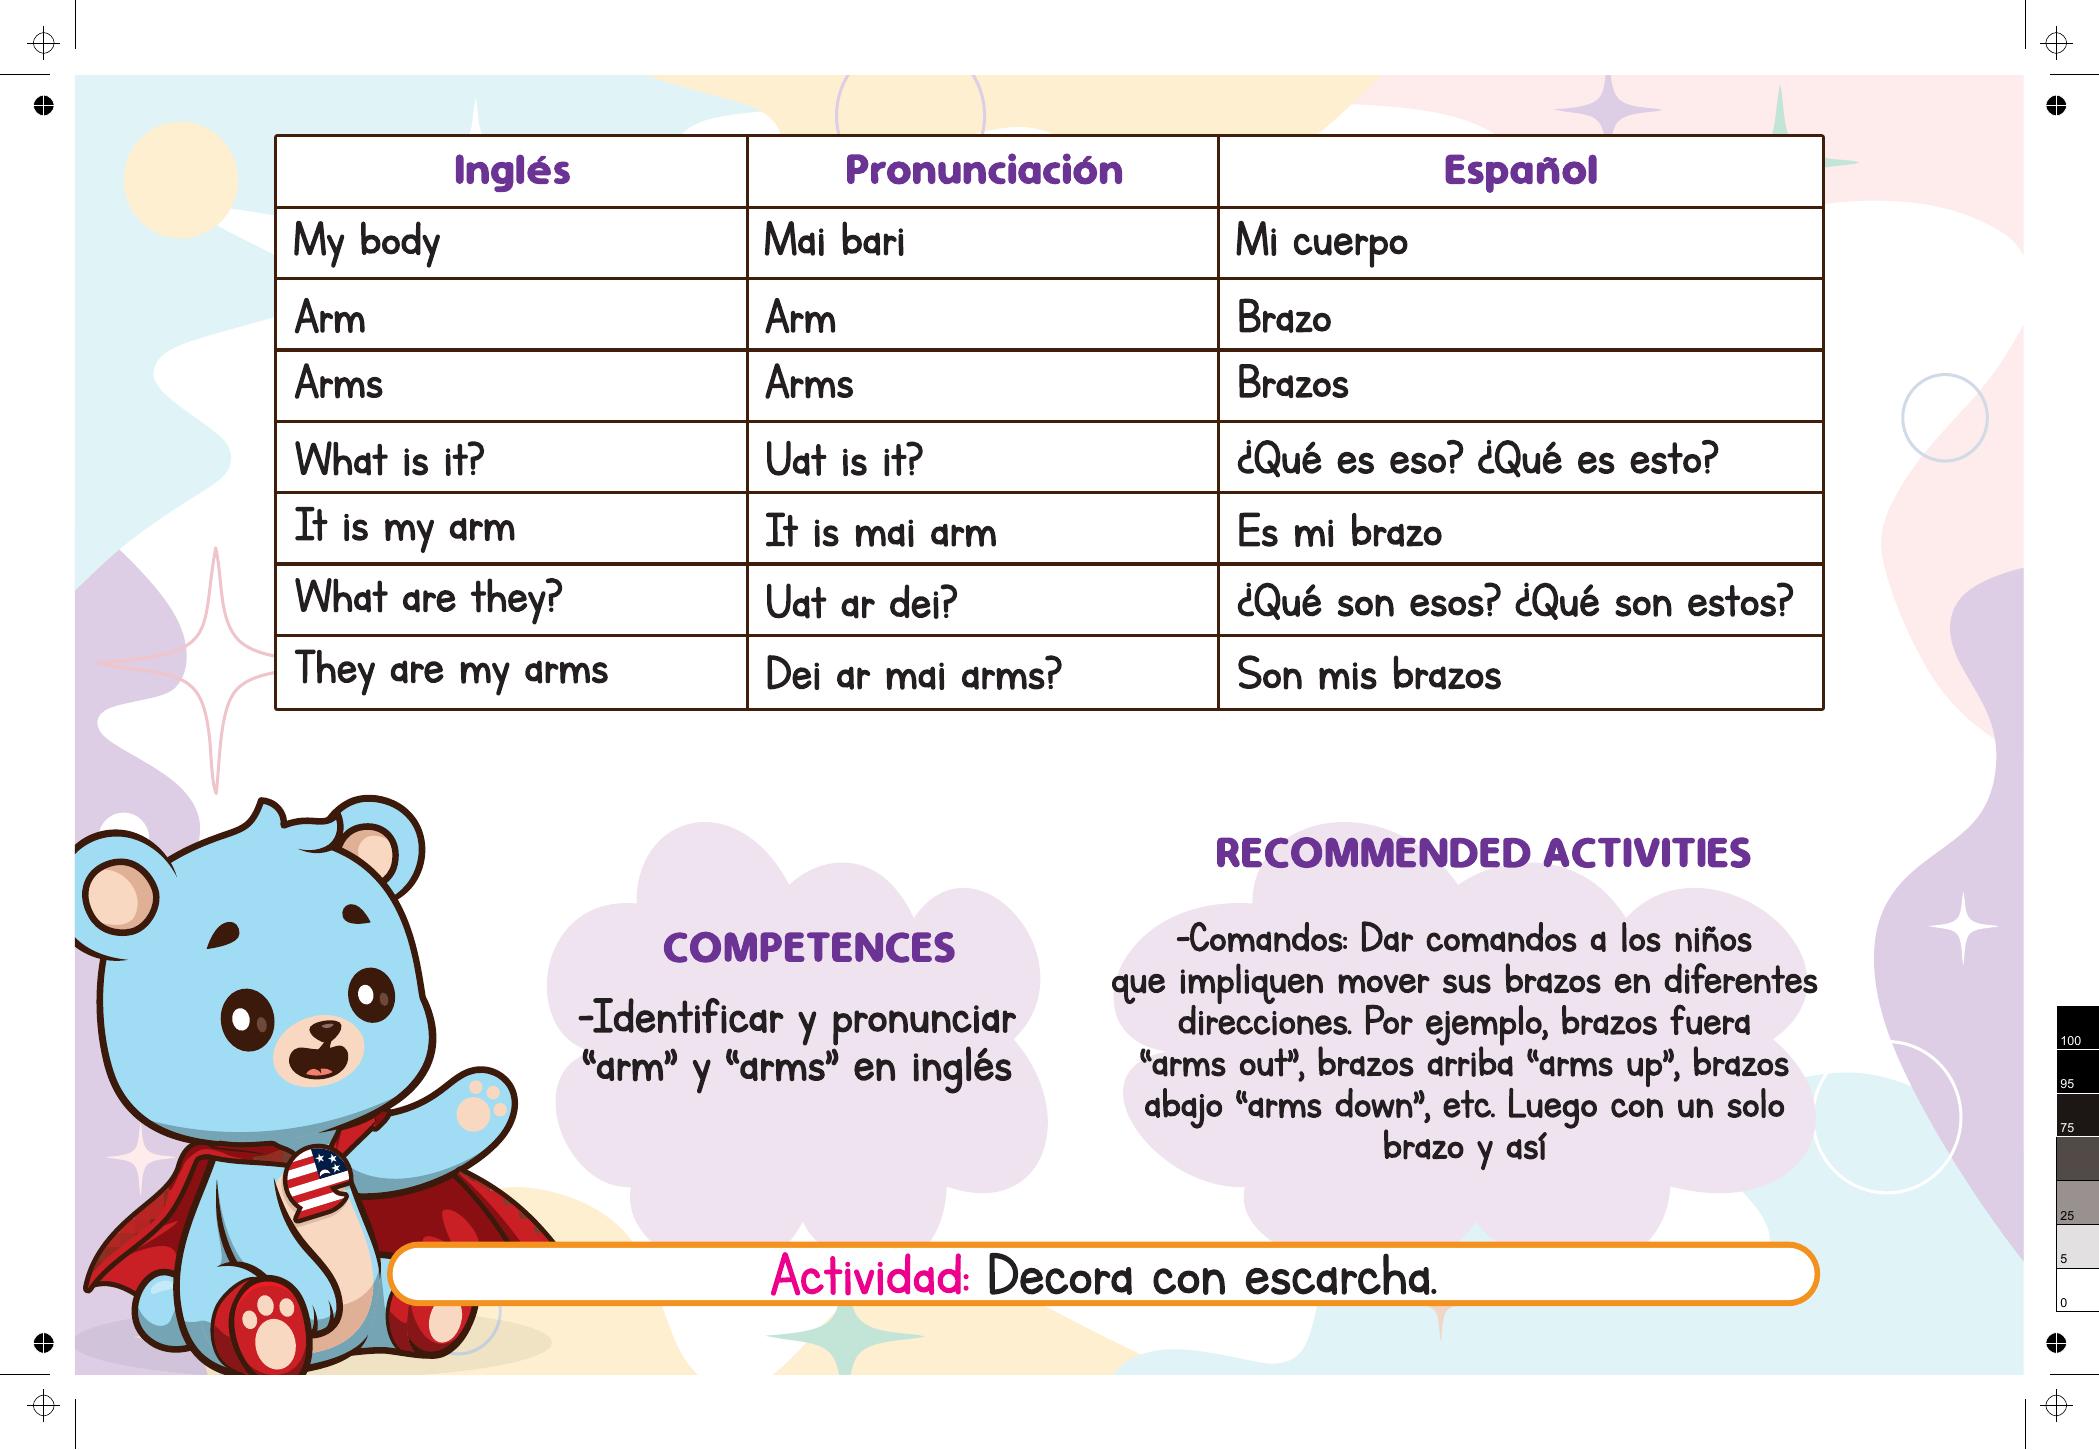 Inglés Pronunciación Español
My body Mai bari Mi cuerpo
Arm Arm Brazo
Arms Arms Brazos
What is it? Uat is it? ¿Qué es eso? ¿Qué es esto?
It is my arm It is mai arm Es mi brazo
What are they? Uat ar dei? ¿Qué son esos? ¿Qué son estos?
They are my arms Dei ar mai arms? Son mis brazos
COMPETENCES
-Identificar y pronunciar
“arm” y “arms” en inglés
RECOMMENDED ACTIVITIES
-Comandos: Dar comandos a los niños
que impliquen mover sus brazos en diferentes
direcciones. Por ejemplo, brazos fuera
“arms out”, brazos arriba “arms up”, brazos
abajo “arms down”, etc. Luego con un solo
brazo y así
Actividad: Decora con escarcha.
100
95
75
25
5
0